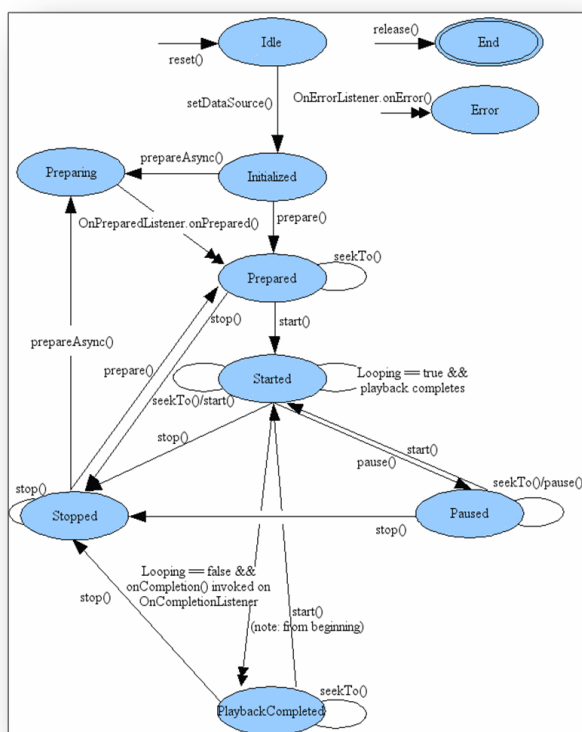 Idle
release()
End
reset()
OnErrorListener.onError()
Error
setDataSource()
Preparing
prepareAsync()
Initialized
OnPreparedListener.onPrepared()
prepare()
Prepared
seekTo()
stop()
start()
prepareAsync()
prepare()
Started
Looping == true &&
playback completes
seekTo()/start()
stop()
start()
pause()
seekTo()/pause()
stop()
Stopped
Paused
stop()
Looping == false &&
onCompletion() invoked on
OnCompletionListener
stop()
start()
(note: from beginning)
PlaybackCompleted
seekTo()